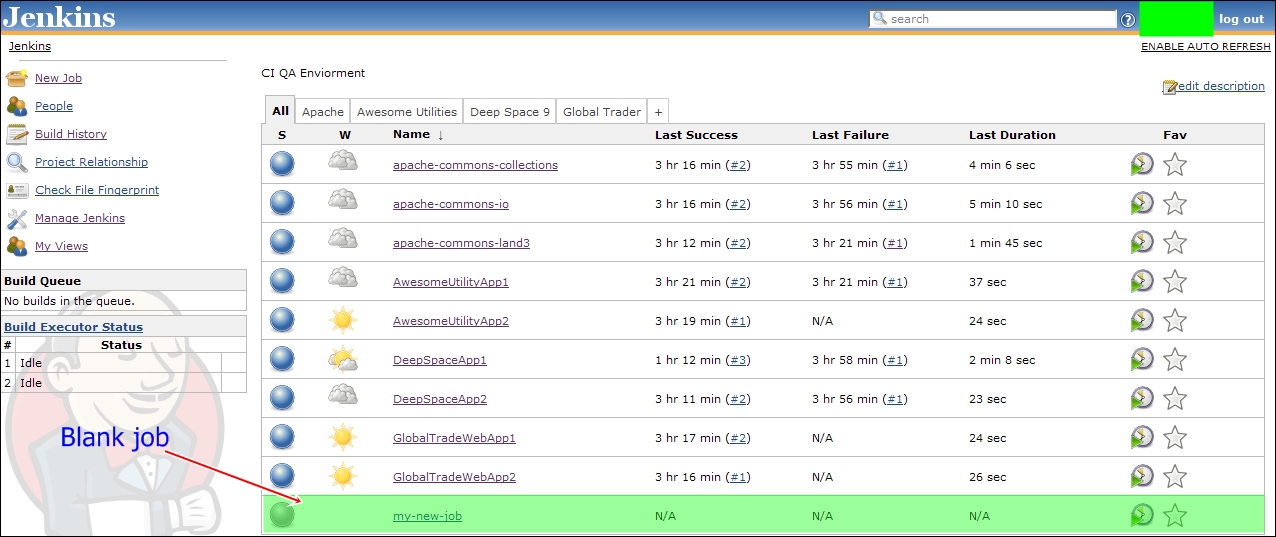 Jenkins
search
? log out
Jenkins
ENABLE AUTO REFRESH
New Job
People
Build History
Project Relationship
Check File Fingerprint
Manage Jenkins
My Views
Build Queue
No builds in the queue.
Build Executor Status
# Status
1 Idle
2 Idle
Blank job
CI QA Enviorment
edit description
All Apache Awesome Utilities Deep Space 9 Global Trader +
S W Name ↓ Last Success Last Failure Last Duration Fav
apache-commons-collections 3 hr 16 min (#2) 3 hr 55 min (#1) 4 min 6 sec
apache-commons-io 3 hr 16 min (#2) 3 hr 56 min (#1) 5 min 10 sec
apache-commons-land3 3 hr 12 min (#2) 3 hr 21 min (#1) 1 min 45 sec
AwesomeUtilityApp1 3 hr 21 min (#2) 3 hr 21 min (#1) 37 sec
AwesomeUtilityApp2 3 hr 19 min (#1) N/A 24 sec
DeepSpaceApp1 1 hr 12 min (#3) 3 hr 58 min (#1) 2 min 8 sec
DeepSpaceApp2 3 hr 11 min (#2) 3 hr 56 min (#1) 23 sec
GlobalTradeWebApp1 3 hr 17 min (#2) N/A 24 sec
GlobalTradeWebApp2 3 hr 16 min (#1) N/A 26 sec
my-new-job N/A N/A N/A